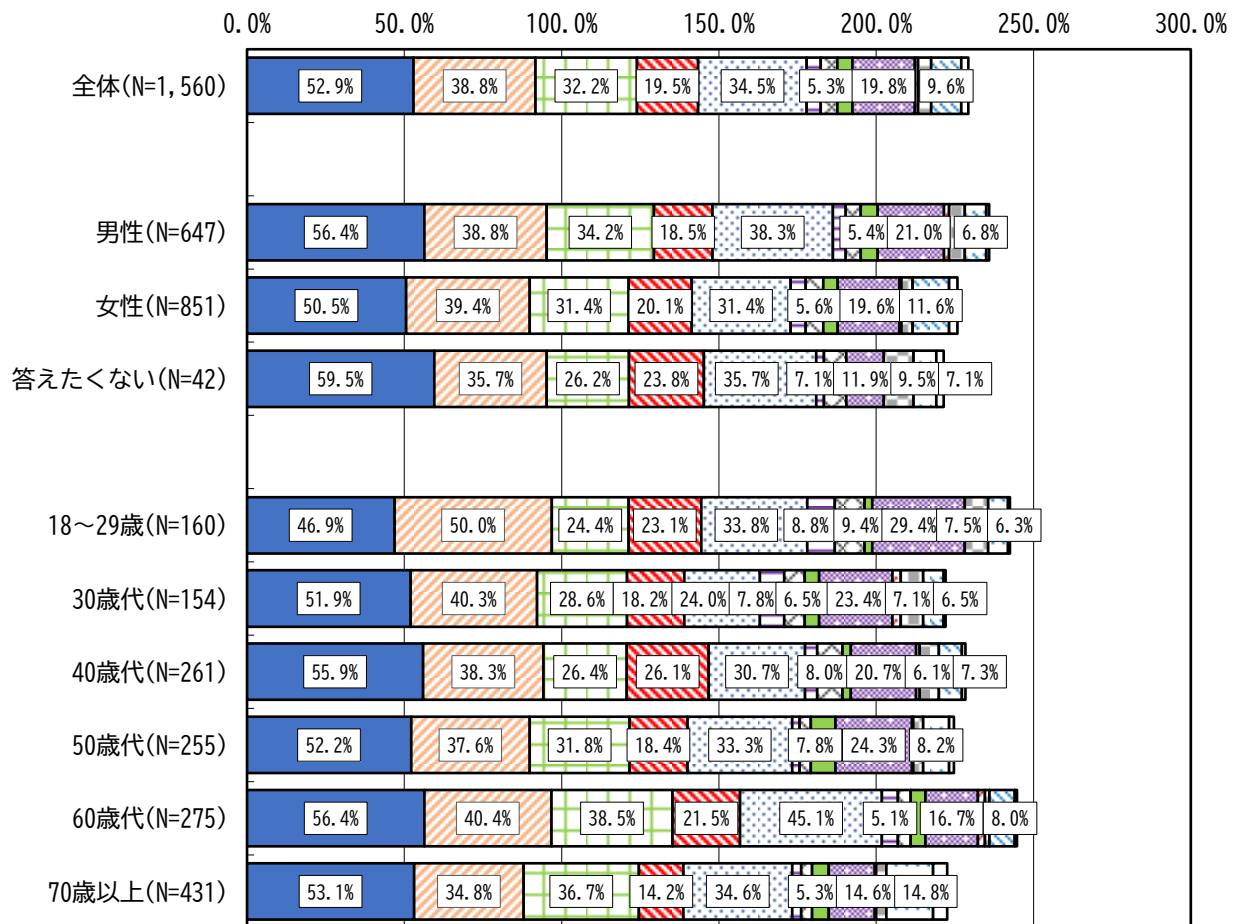 0.0% 50.0% 100.0% 150.0% 200.0% 250.0% 300.0%
全体(N=1,560) 52.9% 38.8% 32.2% 19.5% 34.5% 5.3% 19.8% 9.6%
男性(N=647) 56.4% 38.8% 34.2% 18.5% 38.3% 5.4% 21.0% 6.8%
女性(N=851) 50.5% 39.4% 31.4% 20.1% 31.4% 5.6% 19.6% 11.6%
答えたくない(N=42) 59.5% 35.7% 26.2% 23.8% 35.7% 7.1% 11.9% 9.5% 7.1%
18～29歳(N=160) 46.9% 50.0% 24.4% 23.1% 33.8% 8.8% 9.4% 29.4% 7.5% 6.3%
30歳代(N=154) 51.9% 40.3% 28.6% 18.2% 24.0% 7.8% 6.5% 23.4% 7.1% 6.5%
40歳代(N=261) 55.9% 38.3% 26.4% 26.1% 30.7% 8.0% 20.7% 6.1% 7.3%
50歳代(N=255) 52.2% 37.6% 31.8% 18.4% 33.3% 7.8% 24.3% 8.2%
60歳代(N=275) 56.4% 40.4% 38.5% 21.5% 45.1% 5.1% 16.7% 8.0%
70歳以上(N=431) 53.1% 34.8% 36.7% 14.2% 34.6% 5.3% 14.6% 14.8%